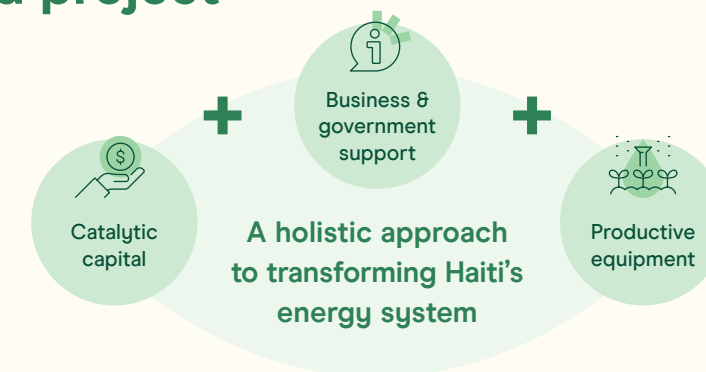 a project
Business &
government
support
Catalytic
capital
Productive
equipment
A holistic approach
to transforming Haiti's
energy system